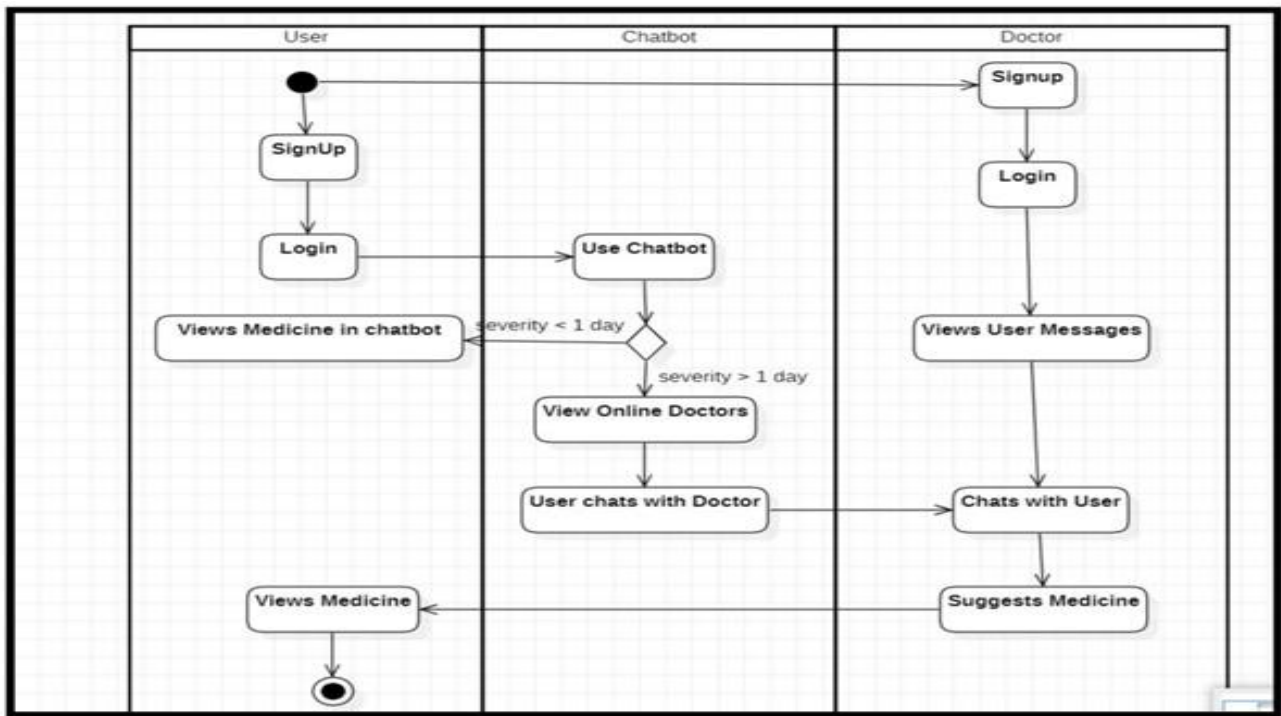 User
Chatbot
Doctor
Signup
SignUp
Login
Login
Use Chatbot
Views Medicine in chatbot
severity < 1 day
Views User Messages
severity > 1 day
View Online Doctors
User chats with Doctor
Chats with User
Views Medicine
Suggests Medicine